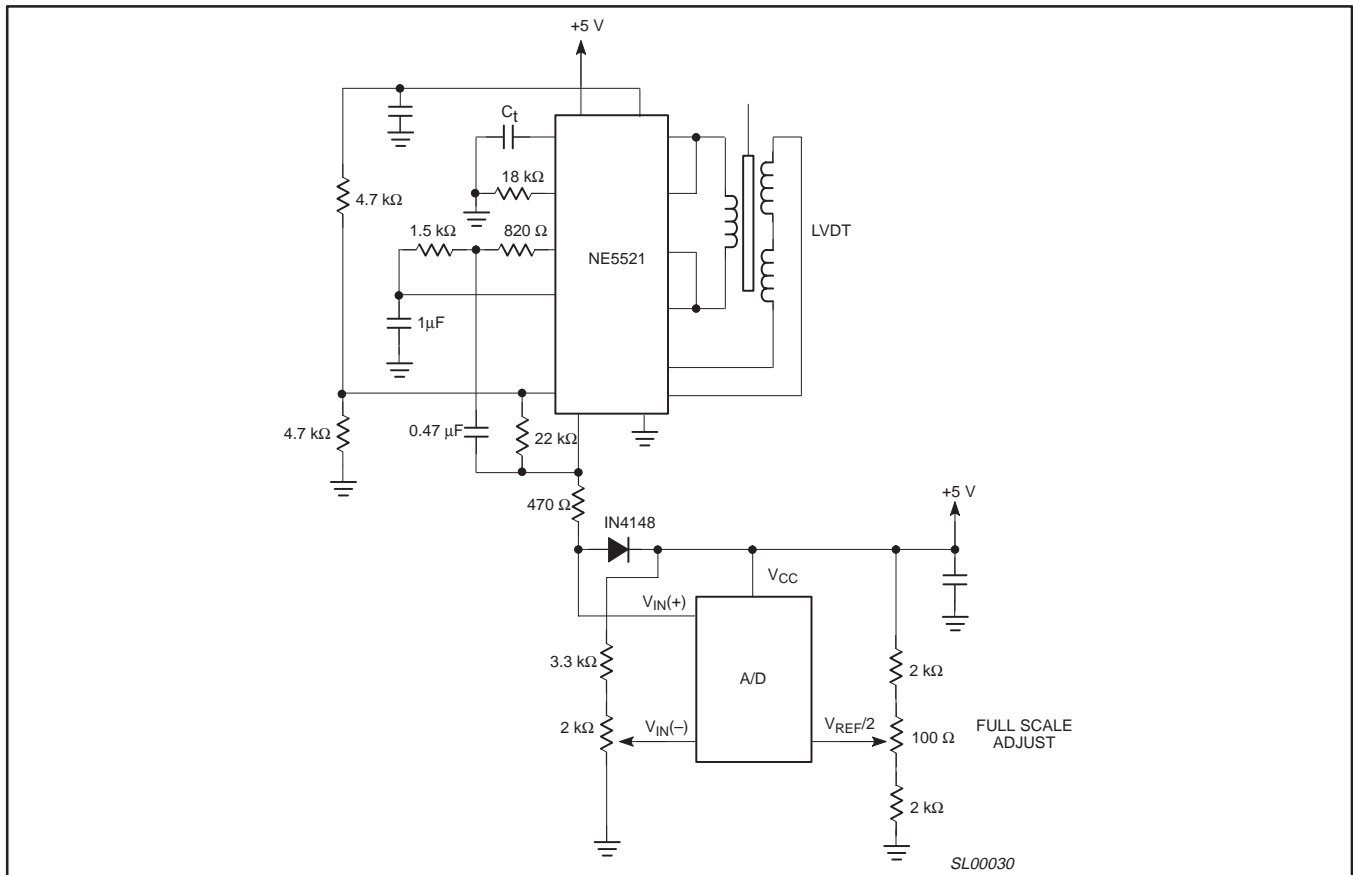 +5 V
Ct
18 kΩ
4.7 kΩ
1.5 kΩ
820 Ω
NE5521
LVDT
1µF
4.7 kΩ
0.47 µF
22 kΩ
470 Ω
IN4148
+5 V
VCC
VIN(+)
3.3 kΩ
2 kΩ
A/D
2 kΩ
VIN(–)
VREF/2
100 Ω
FULL SCALE
ADJUST
2 kΩ
SL00030